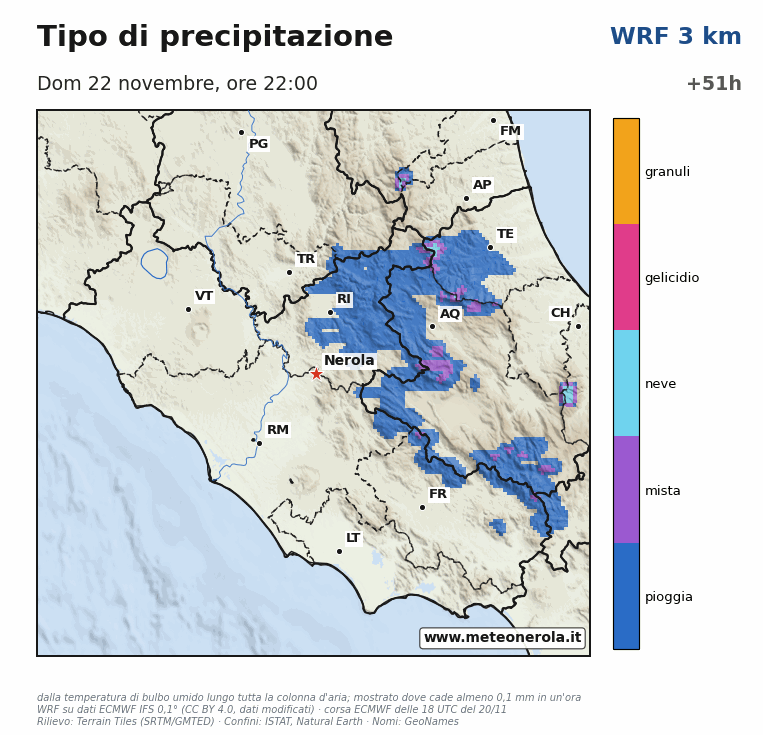 Tipo di precipitazione
WRF 3 km
Dom 22 novembre, ore 22:00
+51h
FM
PG
AP
TE
TR
VT
RI
AQ
CH
Nerola
RM
FR
LT
www.meteonerola.it
granuli
gelicidio
neve
mista
pioggia
dalla temperatura di bulbo umido lungo tutta la colonna d'aria; mostrato dove cade almeno 0,1 mm in un'ora
WRF su dati ECMWF IFS 0,1° (CC BY 4.0, dati modificati) · corsa ECMWF delle 18 UTC del 20/11
Rilievo: Terrain Tiles (SRTM/GMTED) · Confini: ISTAT, Natural Earth · Nomi: GeoNames